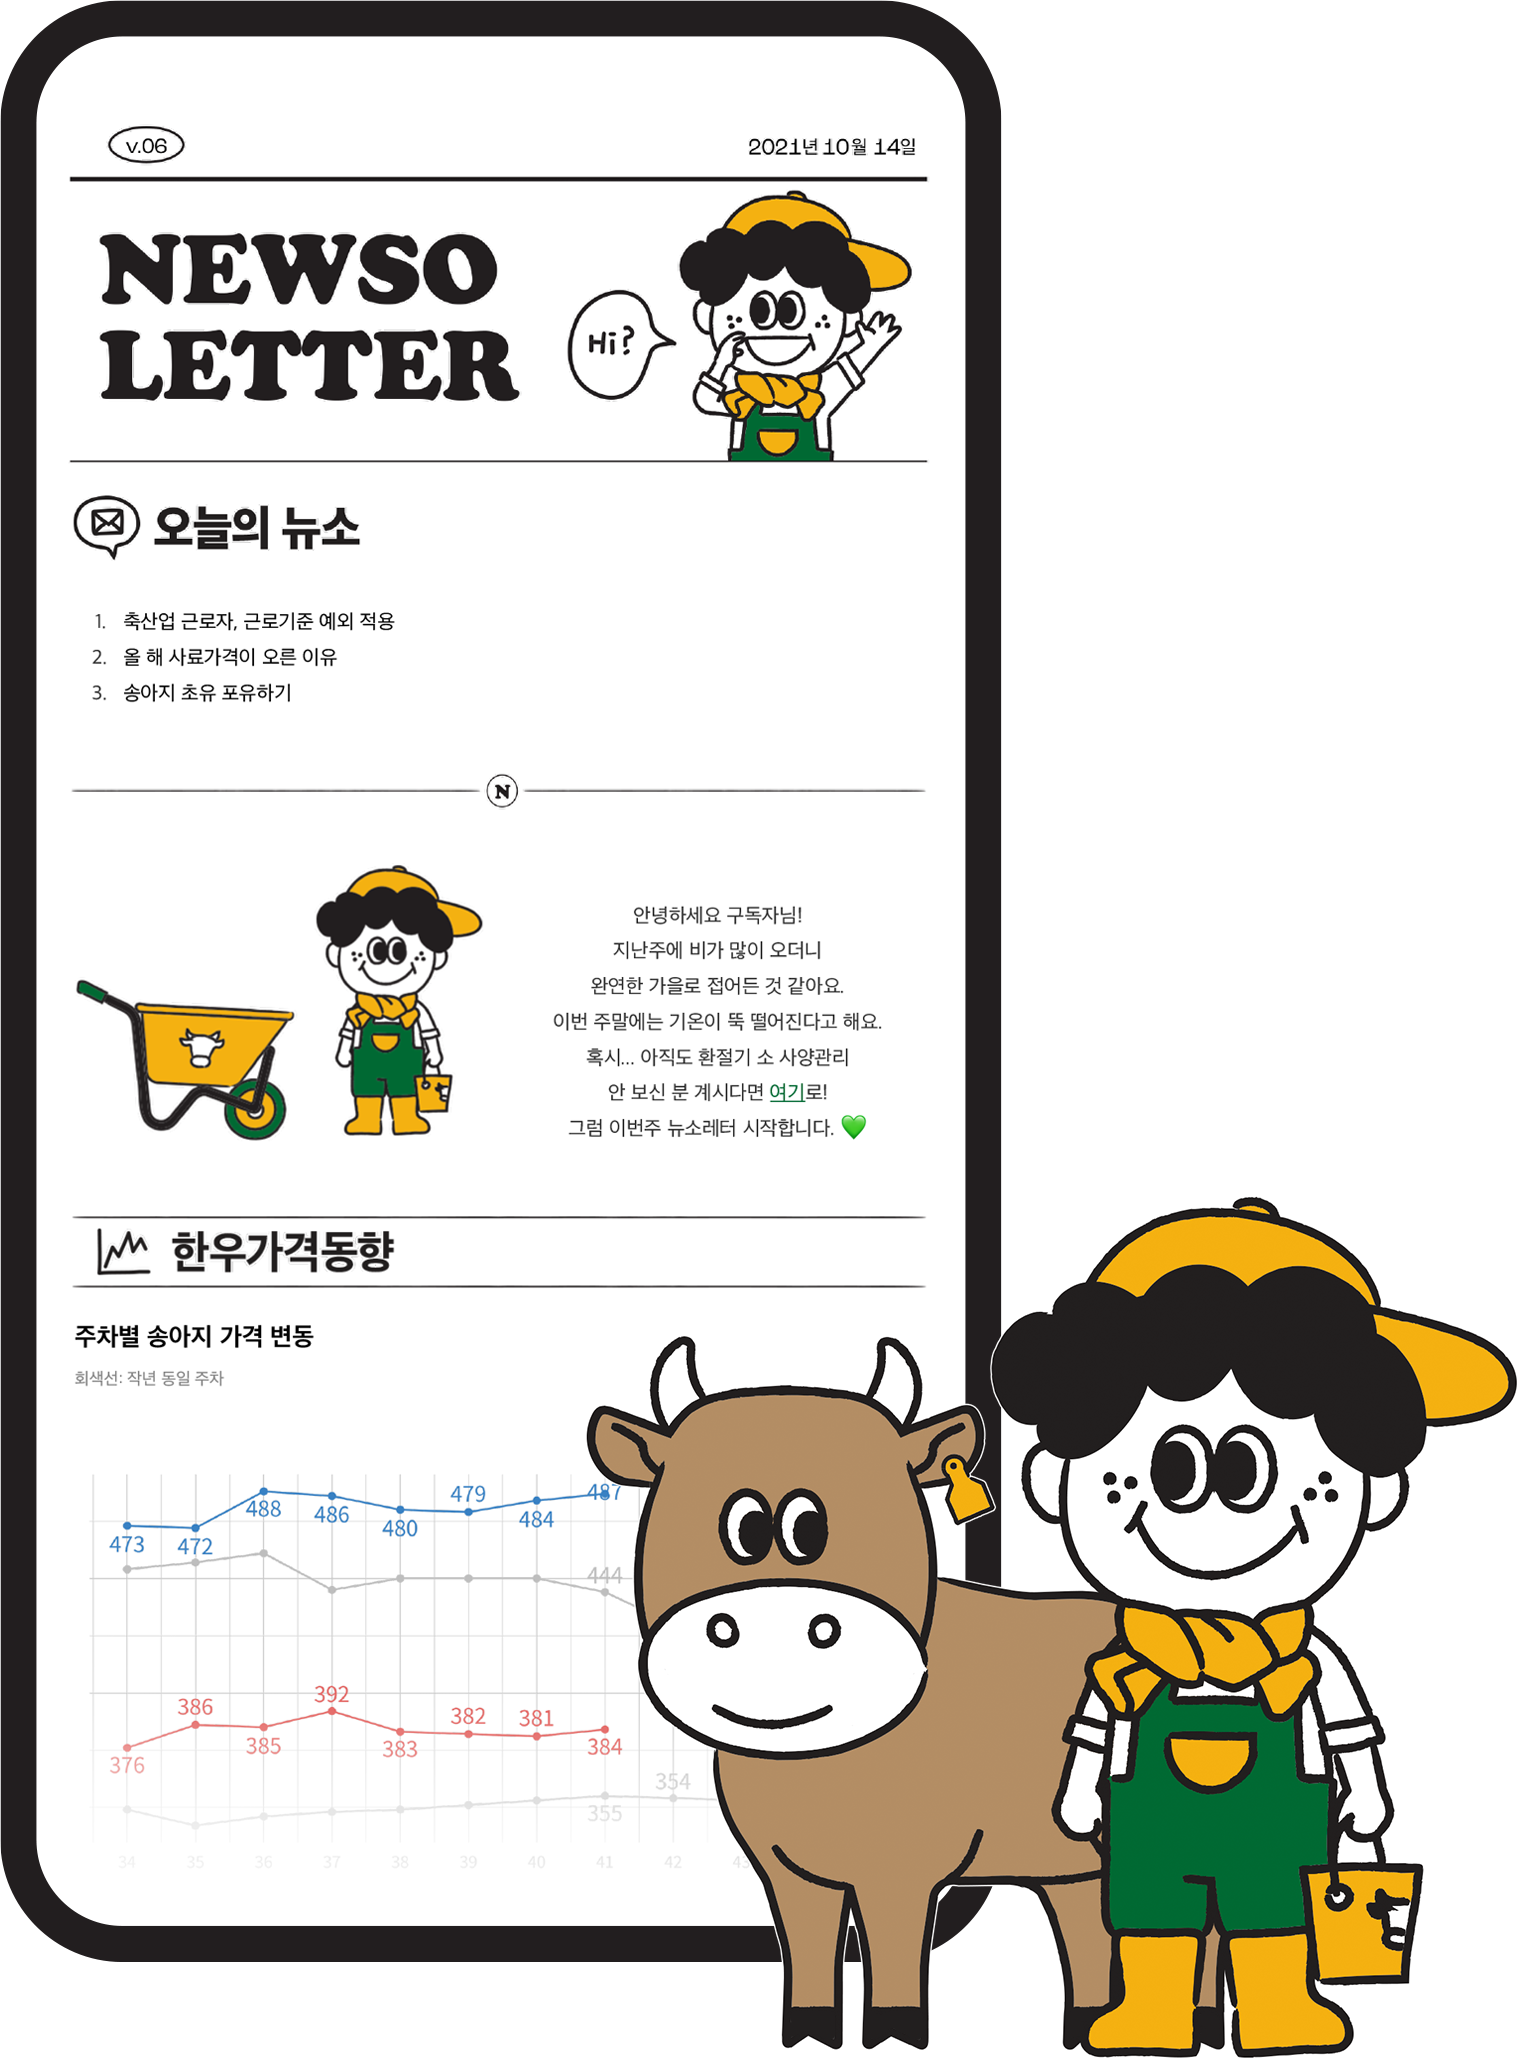 v.06
2021년 10월 14일
NEWSO
LETTER
Hi?
오늘의 뉴소
1. 축산업 근로자, 근로기준 예외 적용
2. 올 해 사료가격이 오른 이유
3. 송아지 초유 포유하기
N
안녕하세요 구독자님!
지난주에 비가 많이 오더니
완연한 가을로 접어든 것 같아요.
이번 주말에는 기온이 뚝 떨어진다고 해요.
혹시... 아직도 환절기 소 사양관리
안 보신 분 계시다면 여기로!
그럼 이번주 뉴소레터 시작합니다. 💚
한우가격동향
주차별 송아지 가격 변동
회색선: 작년 동일 주차
473 472 488 486 480 479 484 487
444
376 386 385 392 383 382 381 384
354
355
34 35 36 37 38 39 40 41 42